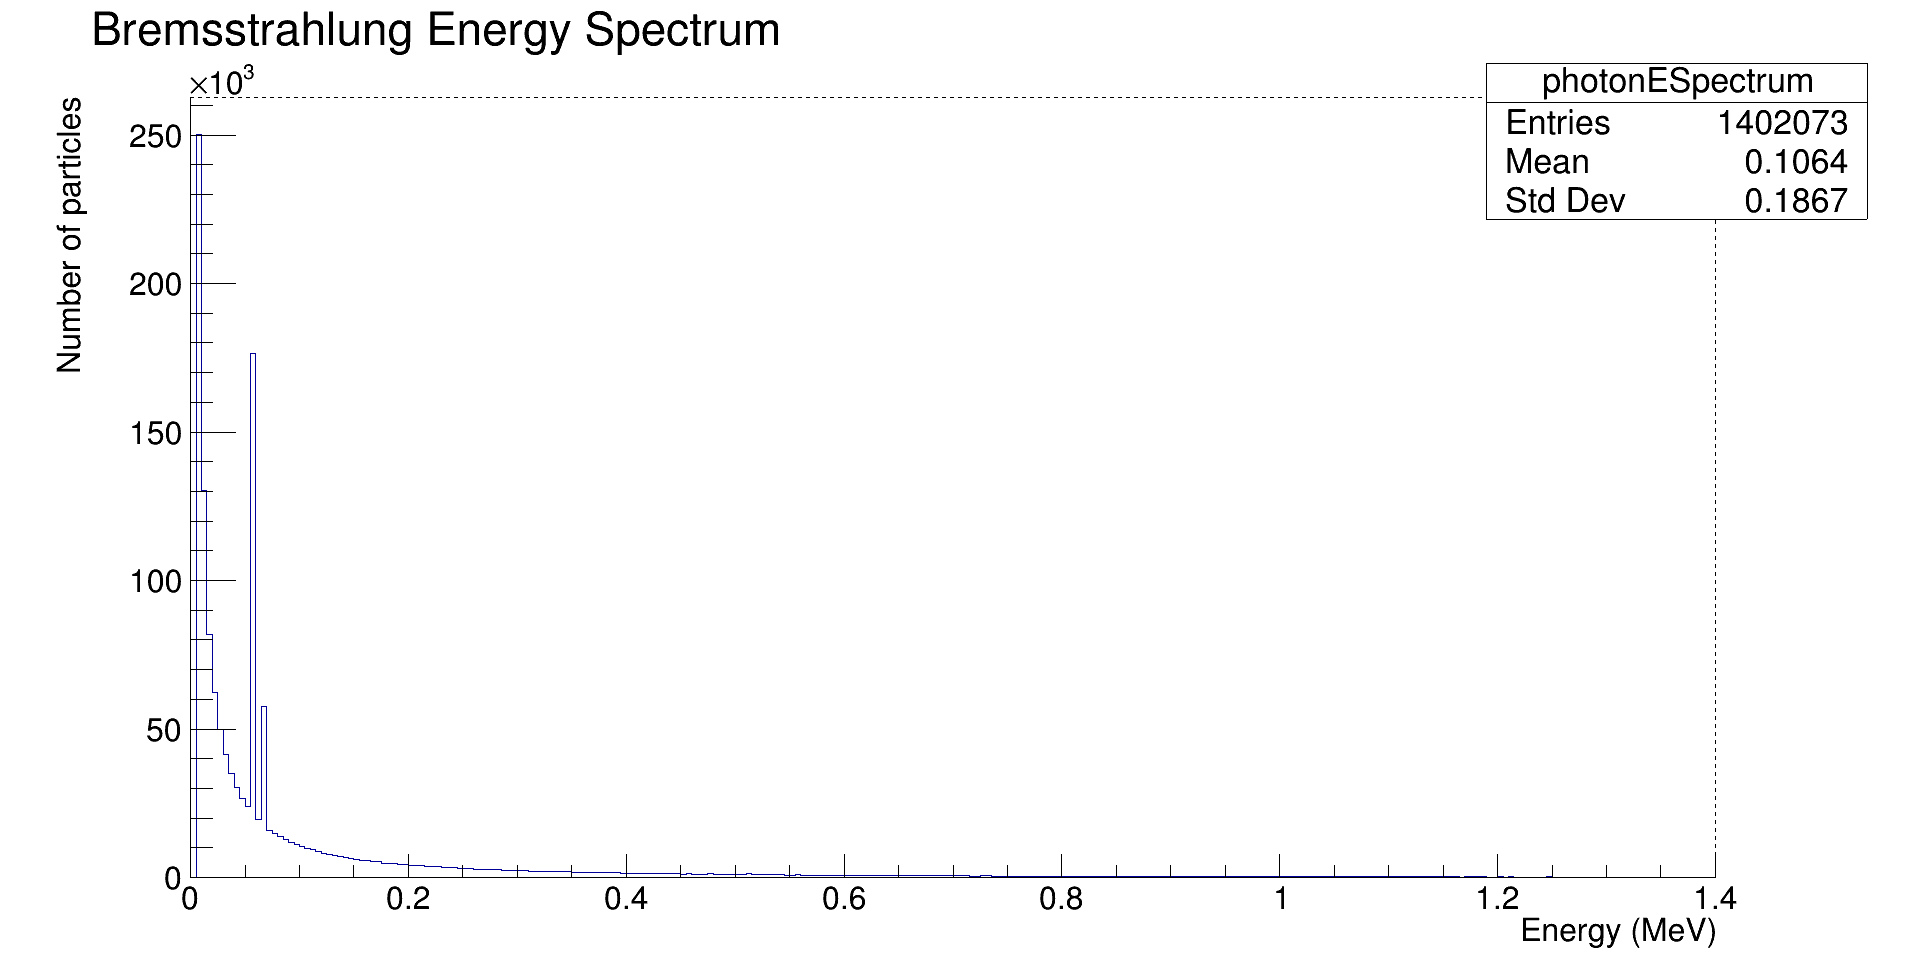 Bremsstrahlung Energy Spectrum
×10³
photonESpectrum
Entries 1402073
Mean 0.1064
Std Dev 0.1867
Number of particles
250
200
150
100
50
0
0 0.2 0.4 0.6 0.8 1 1.2 1.4
Energy (MeV)